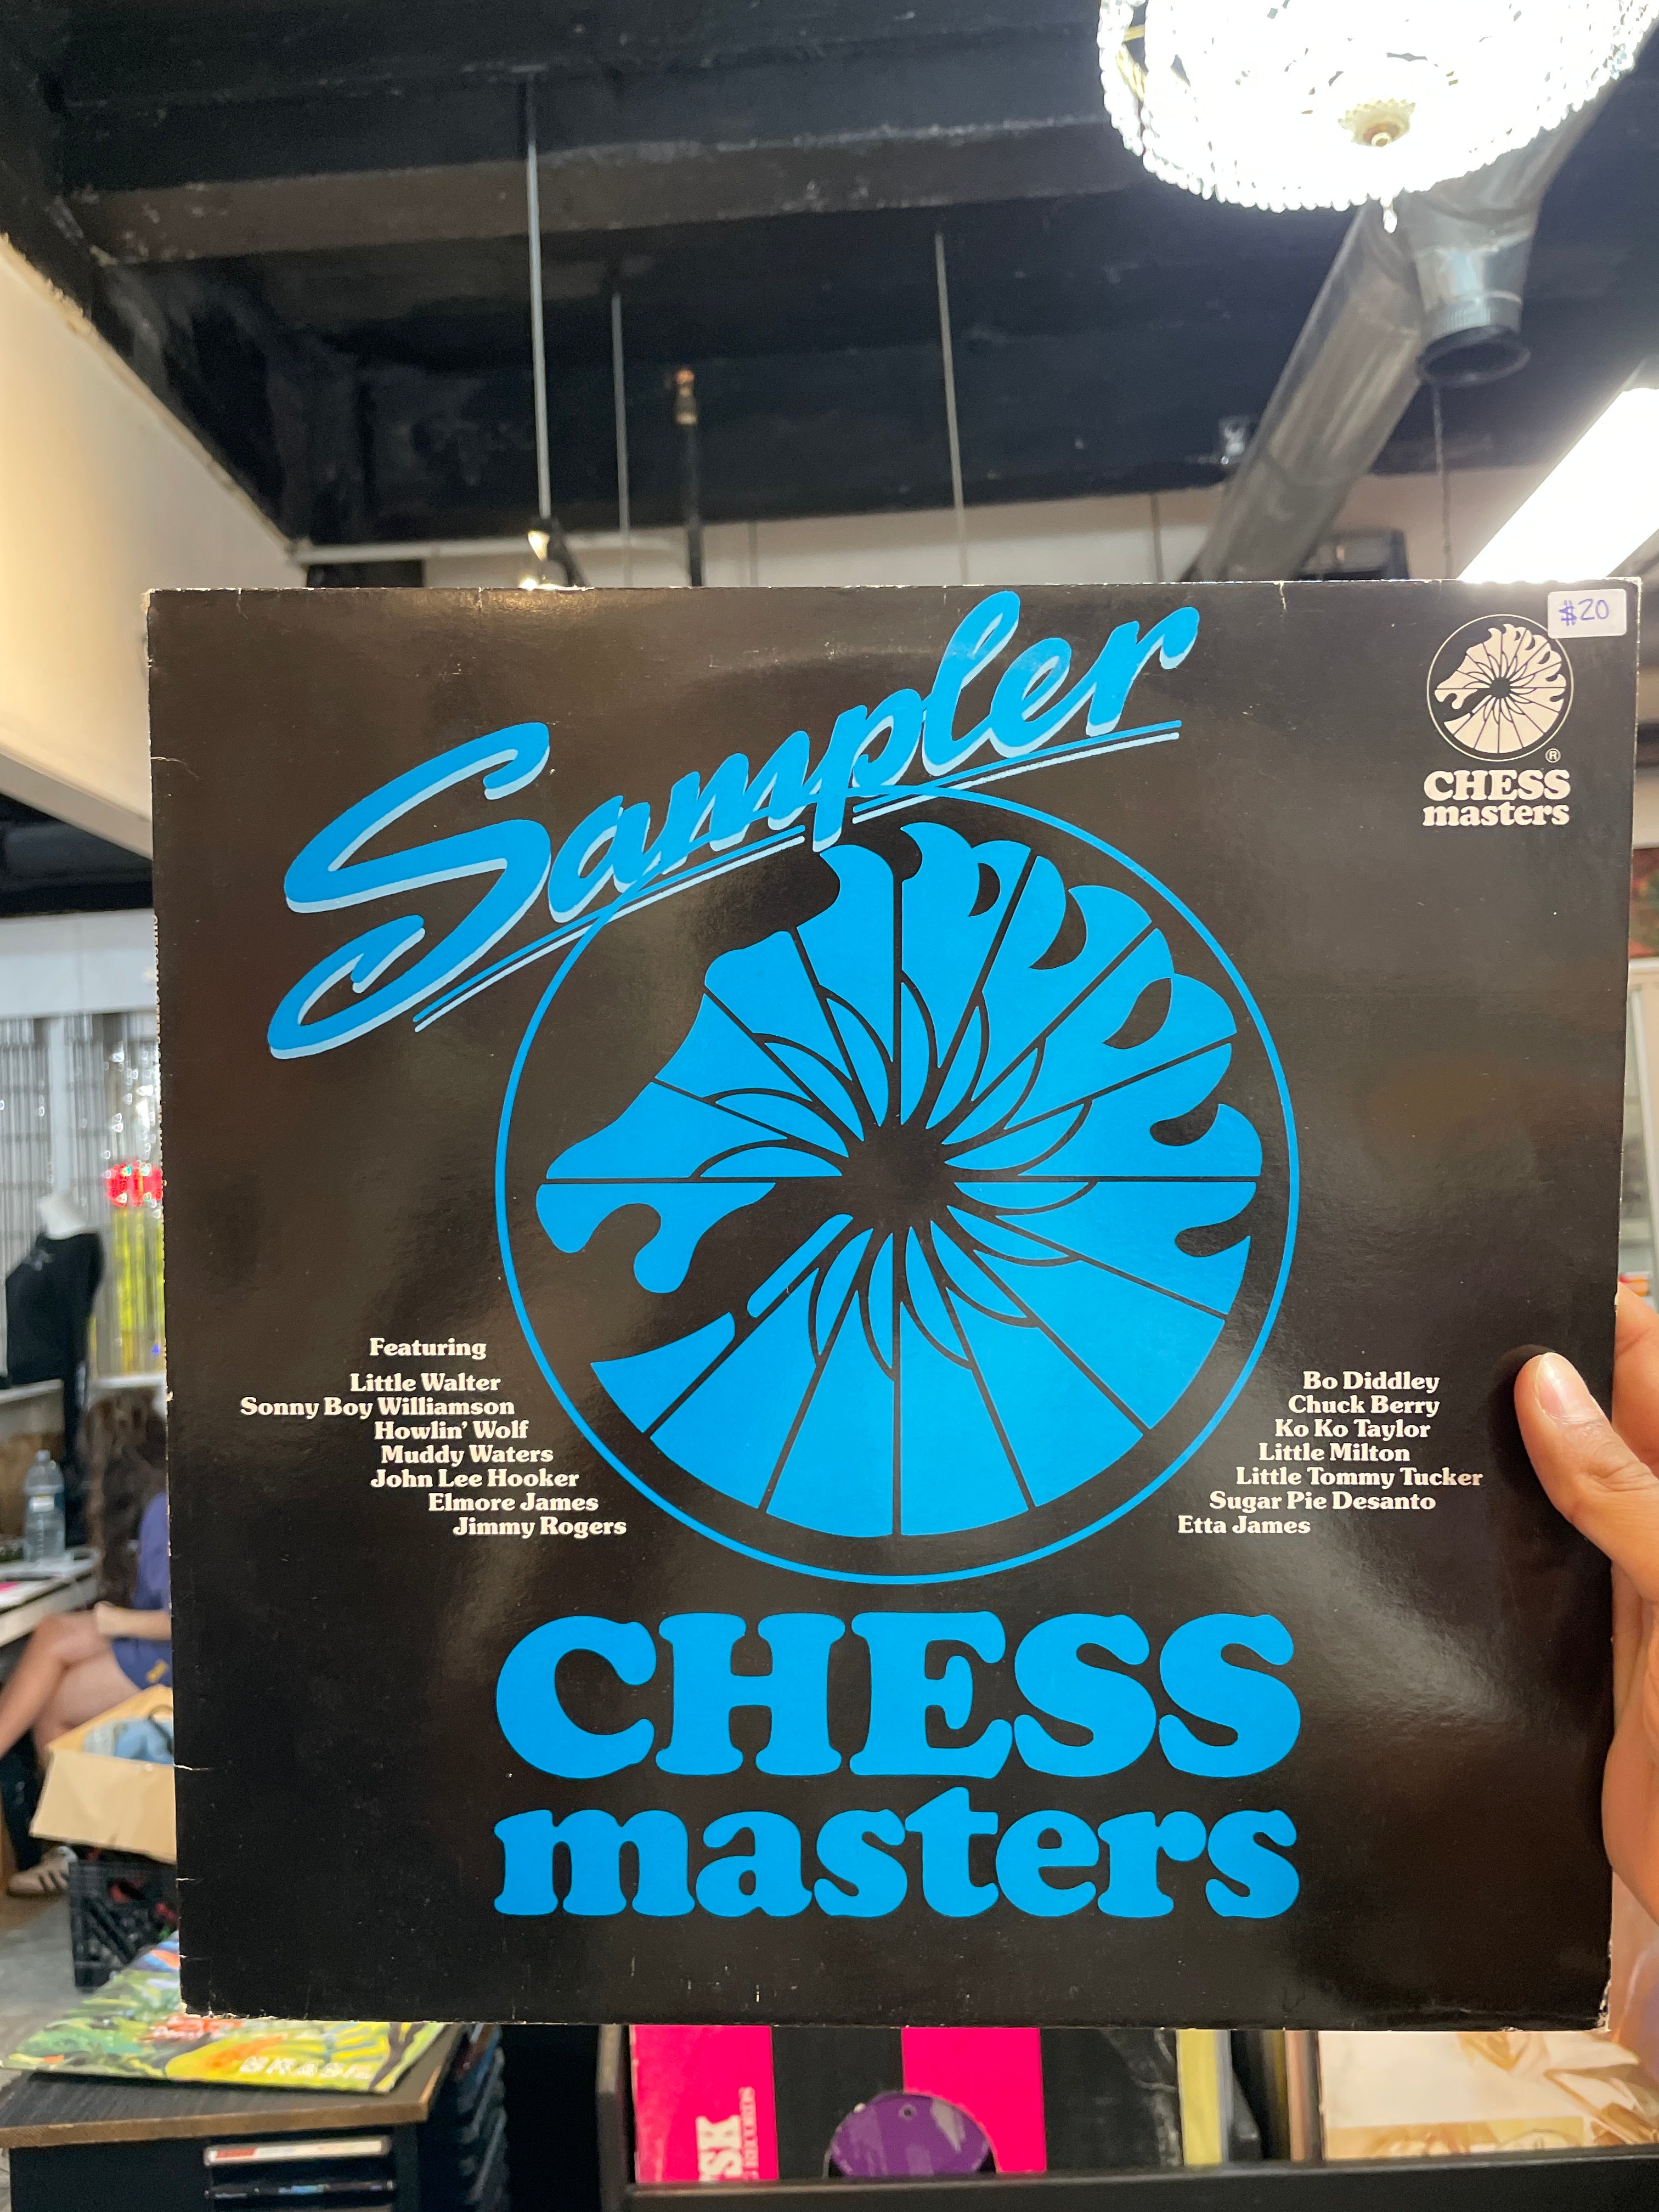 Sampler
$20
®
CHESS
masters
Featuring
Little Walter
Sonny Boy Williamson
Howlin' Wolf
Muddy Waters
John Lee Hooker
Elmore James
Jimmy Rogers
Bo Diddley
Chuck Berry
Ko Ko Taylor
Little Milton
Little Tommy Tucker
Sugar Pie Desanto
Etta James
CHESS
masters
RECORDS